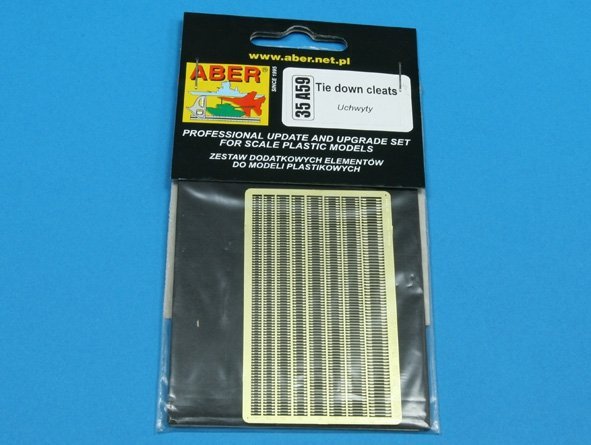 www.aber.net.pl
ABER®
SINCE 1995
35 A59
Tie down cleats
Uchwyty
PROFESSIONAL UPDATE AND UPGRADE SET
FOR SCALE PLASTIC MODELS
ZESTAW DODATKOWYCH ELEMENTÓW
DO MODELI PLASTIKOWYCH